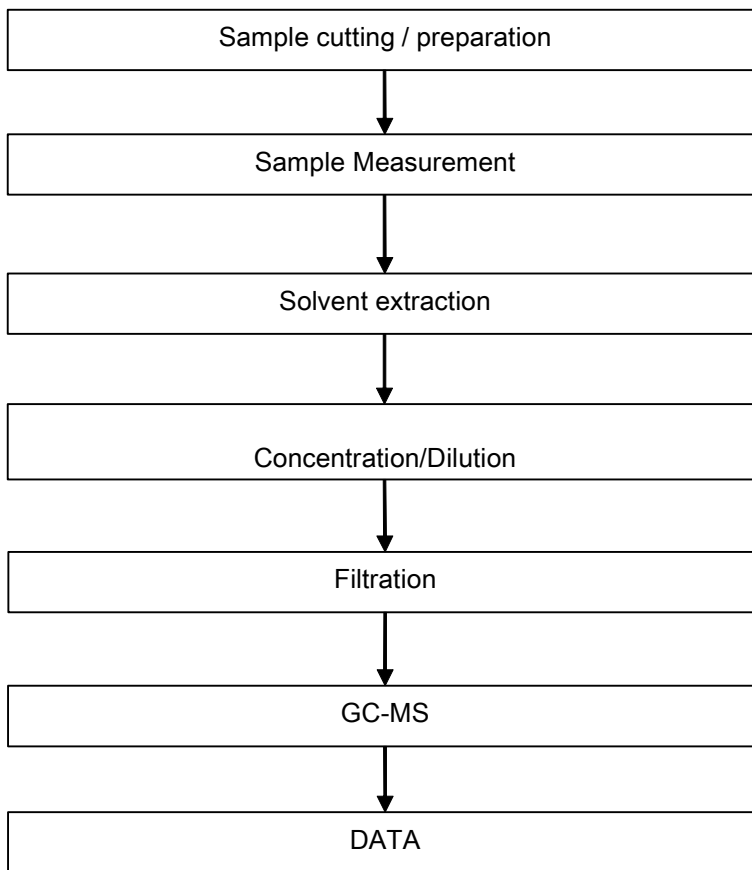 Sample cutting / preparation
Sample Measurement
Solvent extraction
Concentration/Dilution
Filtration
GC-MS
DATA